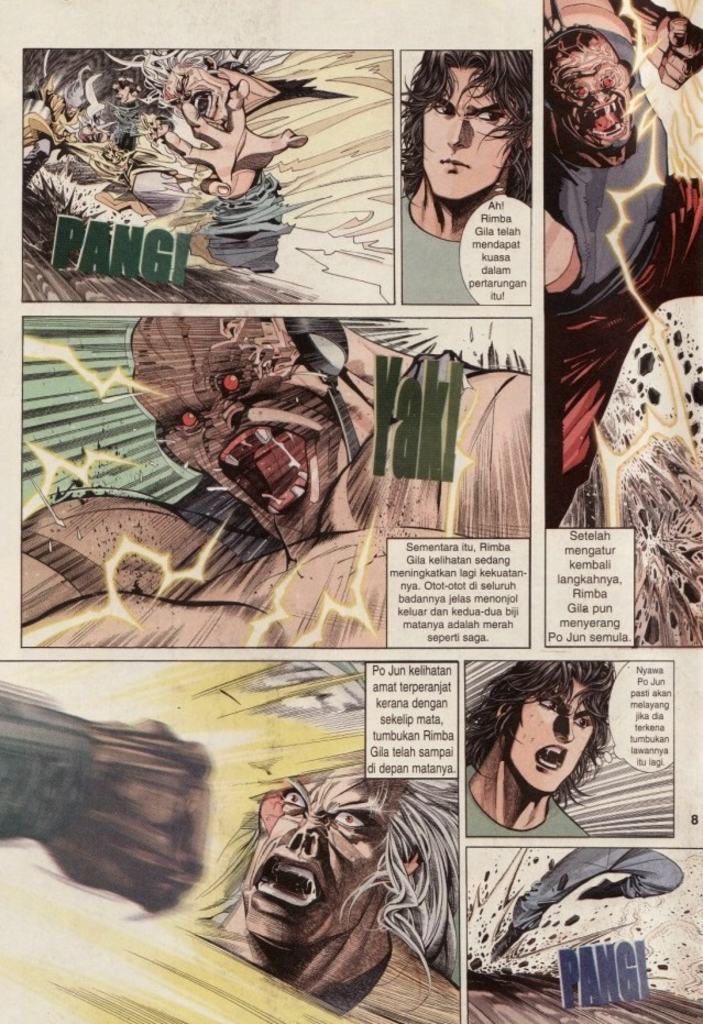 PANG!
Ah!
Rimba
Gila telah
mendapat
kuasa
dalam
pertarungan
itu!
Yak!
Sementara itu, Rimba
Gila kelihatan sedang
meningkatkan lagi kekuatan-
nya. Otot-otot di seluruh
badannya jelas menonjol
keluar dan kedua-dua biji
matanya adalah merah
seperti saga.
Setelah
mengatur
kembali
langkahnya,
Rimba
Gila pun
menyerang
Po Jun semula.
Po Jun kelihatan
amat terperanjat
kerana dengan
sekelip mata,
tumbukan Rimba
Gila telah sampai
di depan matanya.
Nyawa
Po Jun
pasti akan
melayang
jika dia
terkena
tumbukan
lawannya
itu lagi.
8
PANG!